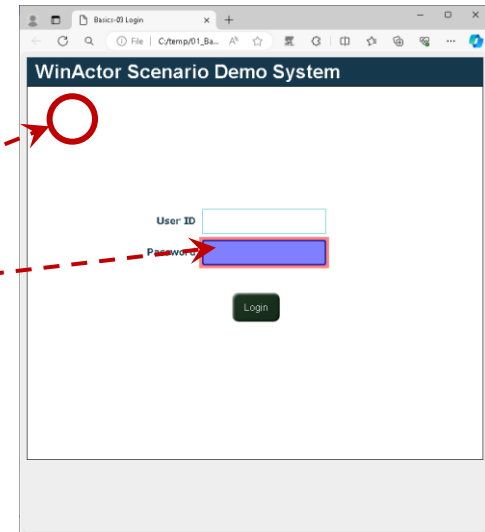 Basics-03 Login
File | C:/temp/01_Ba...
WinActor Scenario Demo System
User ID
Password
Login